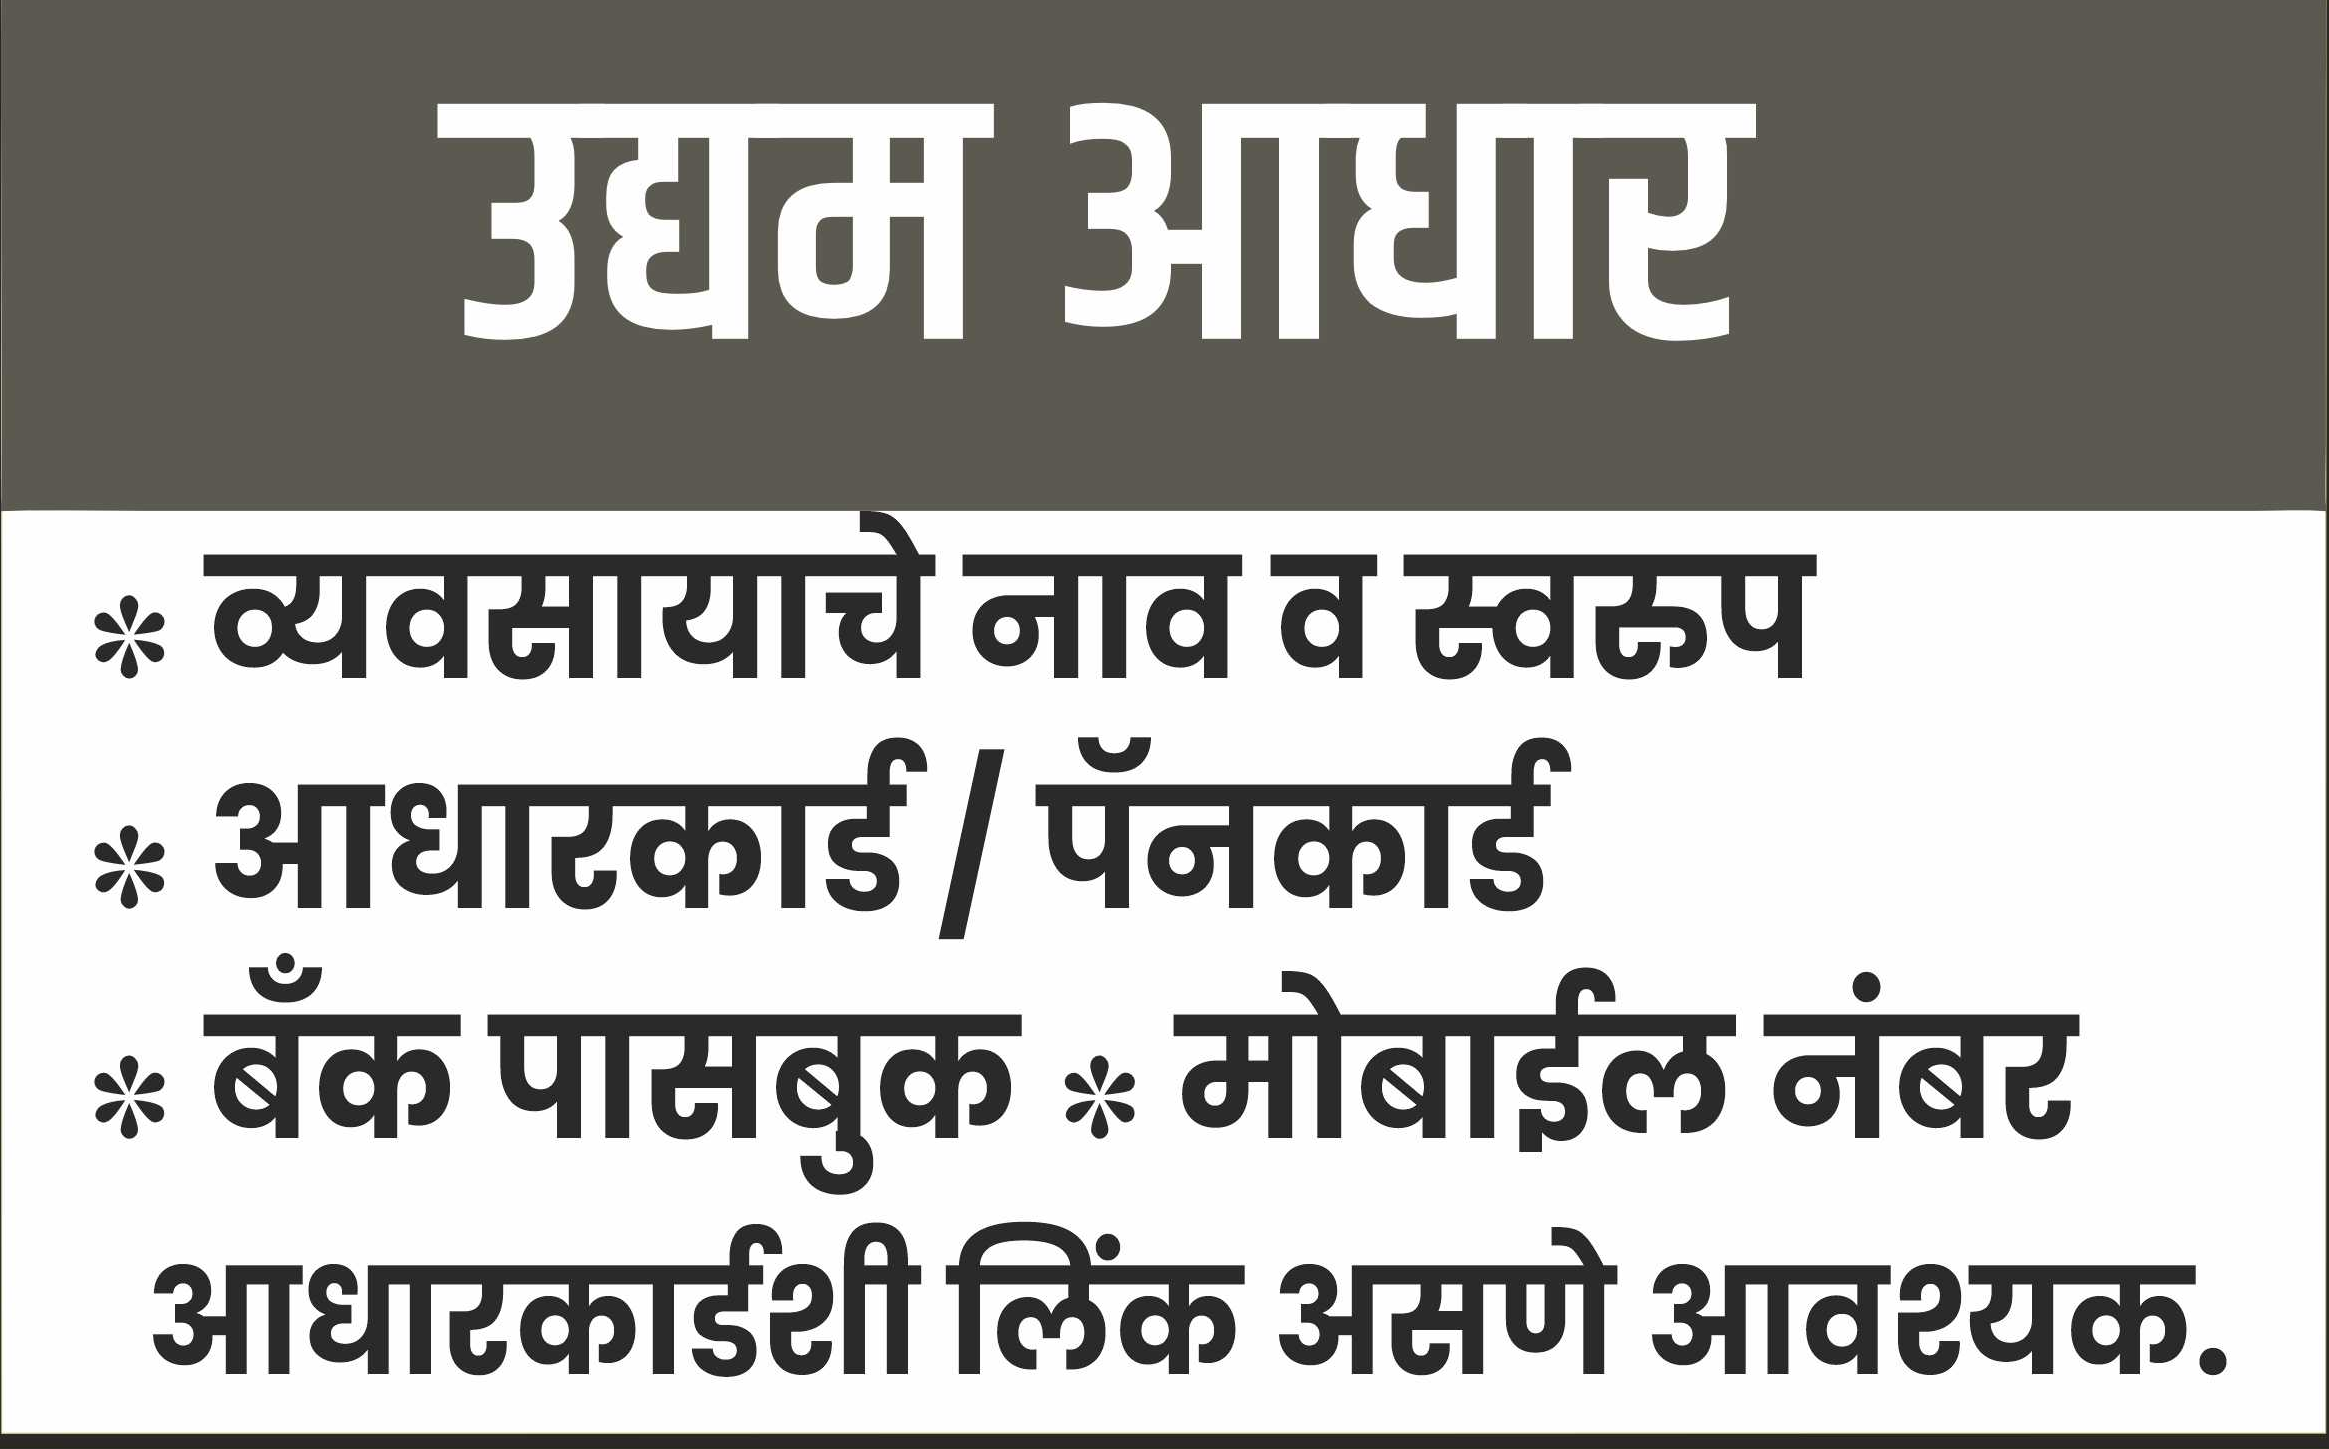 उद्यम आधार
* व्यवसायाचे नाव व स्वरुप
* आधारकार्ड / पॅनकार्ड
* बॅंक पासबुक * मोबाईल नंबर
आधारकार्डशी लिंक असणे आवश्यक.